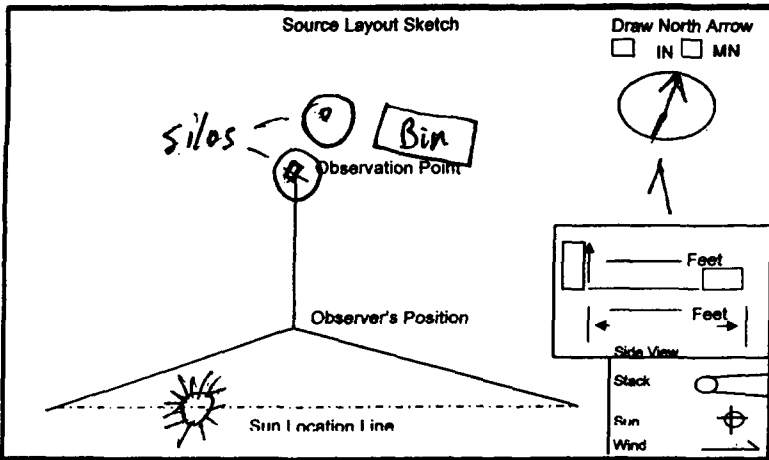 Source Layout Sketch
Draw North Arrow
IN MN
silos
Bin
Observation Point
Feet
Observer's Position
Feet
Side View
Stack
Sun
Sun Location Line
Wind